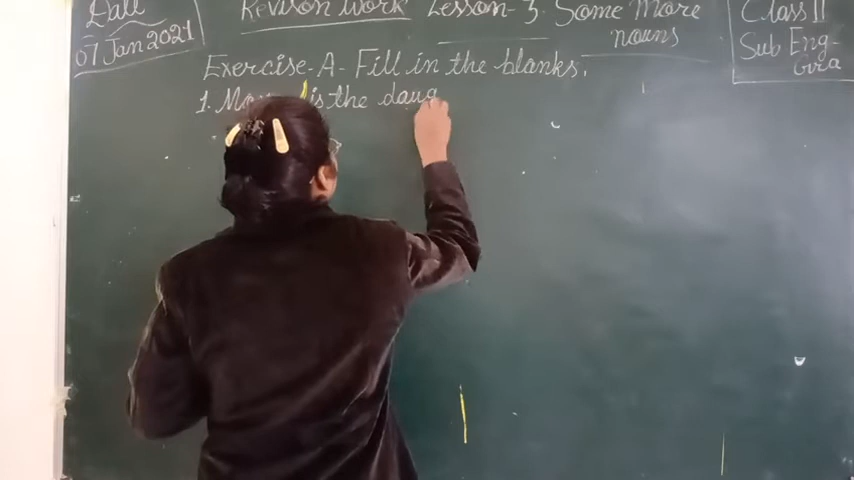 Date
07 Jan 2021
Revison Work Lesson-3. Some More
nouns
Class II
Sub Eng-
Exercise-A-Fill in the blanks.
1. is the daug